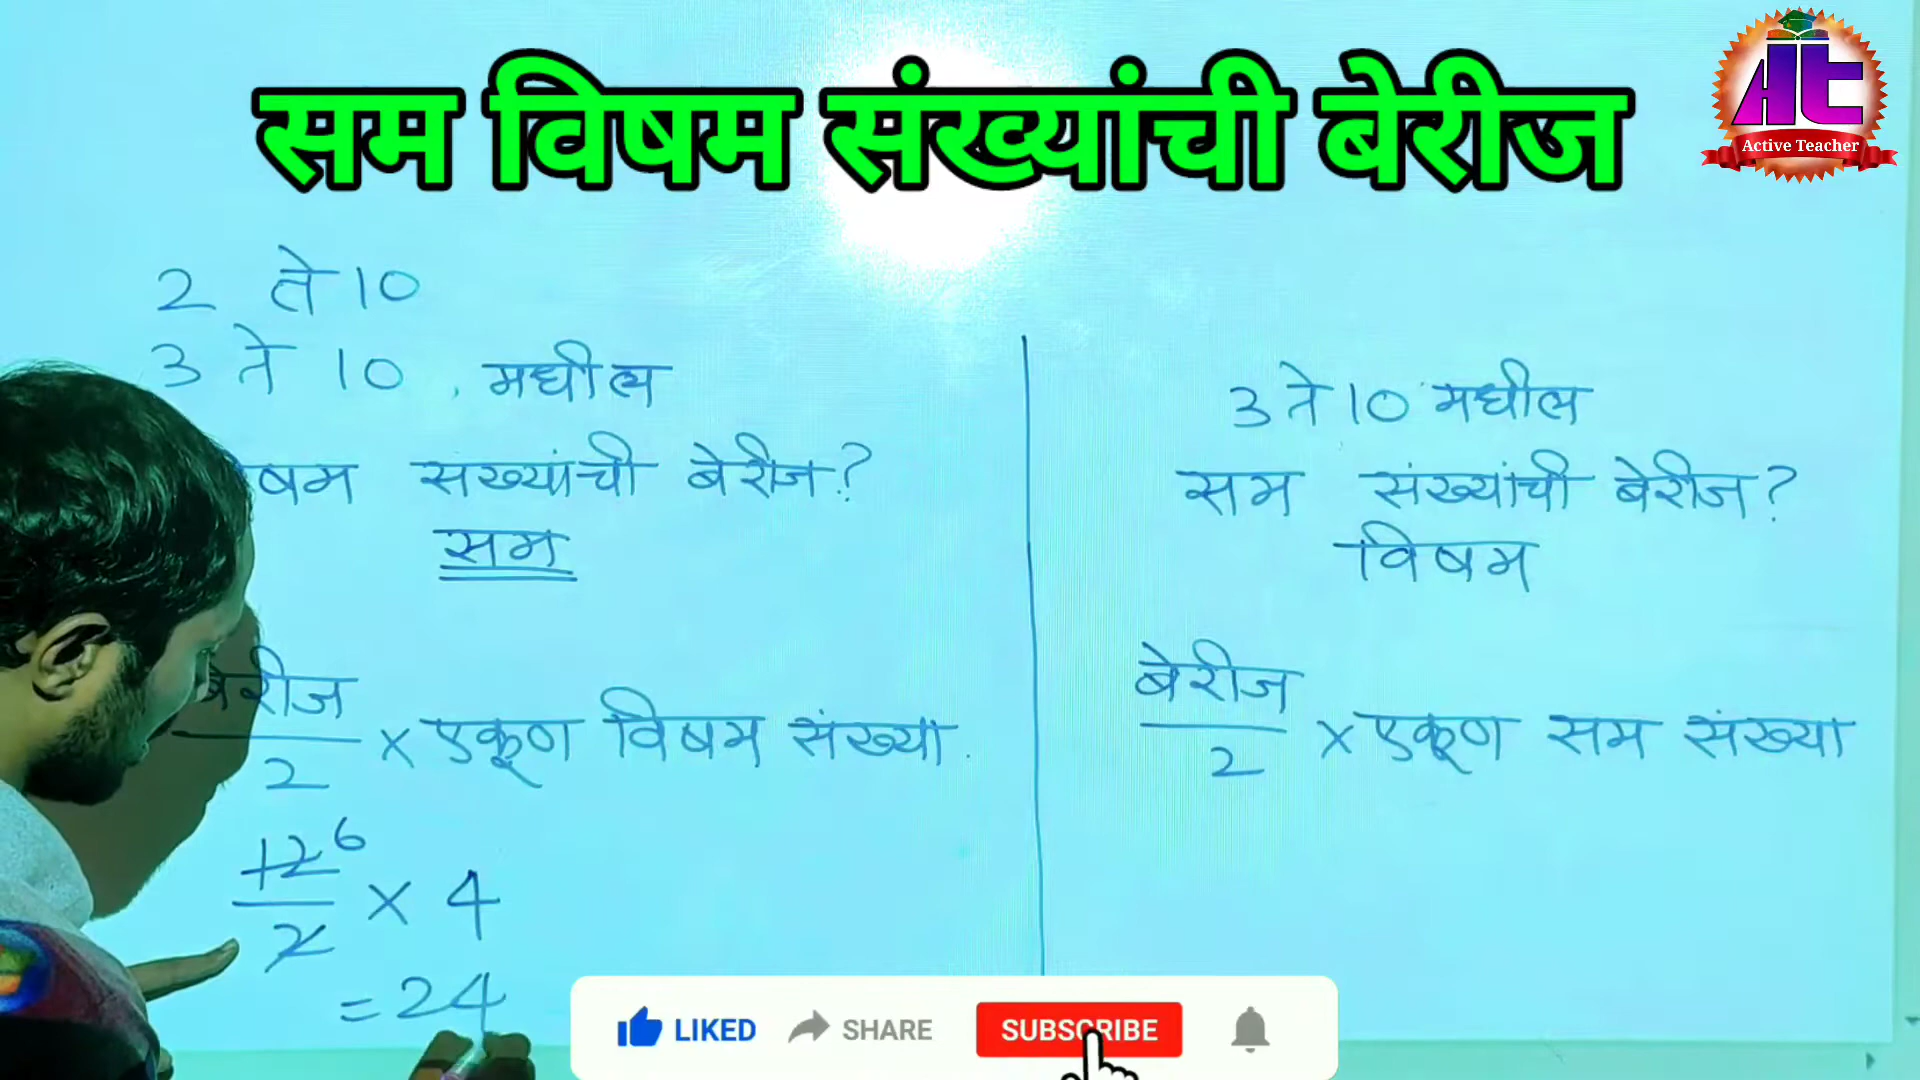 सम विषम संख्यांची बेरीज
Active Teacher
2 ते 10
3 ते 10 , मधील
षम सख्यांची बेरीज?
सम
बेरीज
2
× एकूण विषम संख्या.
12 6
2
× 4
= 24
3 ते 10 मधील
सम संख्यांची बेरीज?
विषम
बेरीज
2
× एकूण सम संख्या
LIKED SHARE SUBSCRIBE